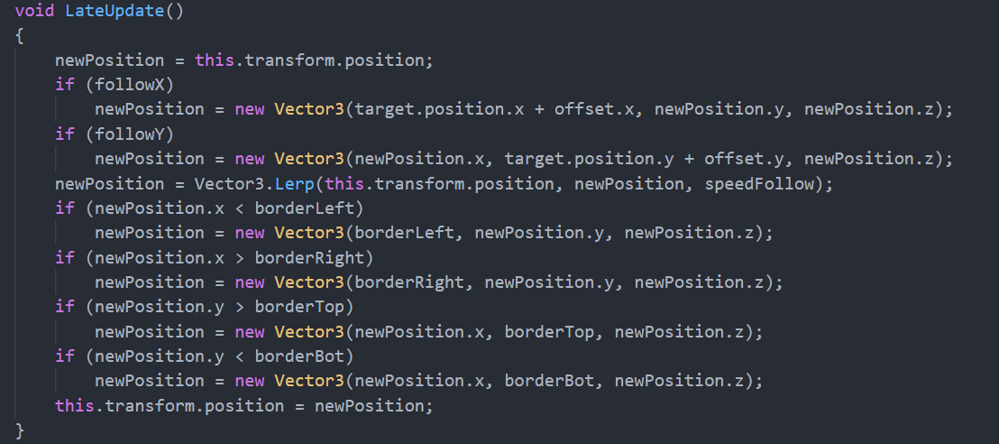 void LateUpdate()
{
    newPosition = this.transform.position;
    if (followX)
        newPosition = new Vector3(target.position.x + offset.x, newPosition.y, newPosition.z);
    if (followY)
        newPosition = new Vector3(newPosition.x, target.position.y + offset.y, newPosition.z);
    newPosition = Vector3.Lerp(this.transform.position, newPosition, speedFollow);
    if (newPosition.x < borderLeft)
        newPosition = new Vector3(borderLeft, newPosition.y, newPosition.z);
    if (newPosition.x > borderRight)
        newPosition = new Vector3(borderRight, newPosition.y, newPosition.z);
    if (newPosition.y > borderTop)
        newPosition = new Vector3(newPosition.x, borderTop, newPosition.z);
    if (newPosition.y < borderBot)
        newPosition = new Vector3(newPosition.x, borderBot, newPosition.z);
    this.transform.position = newPosition;
}